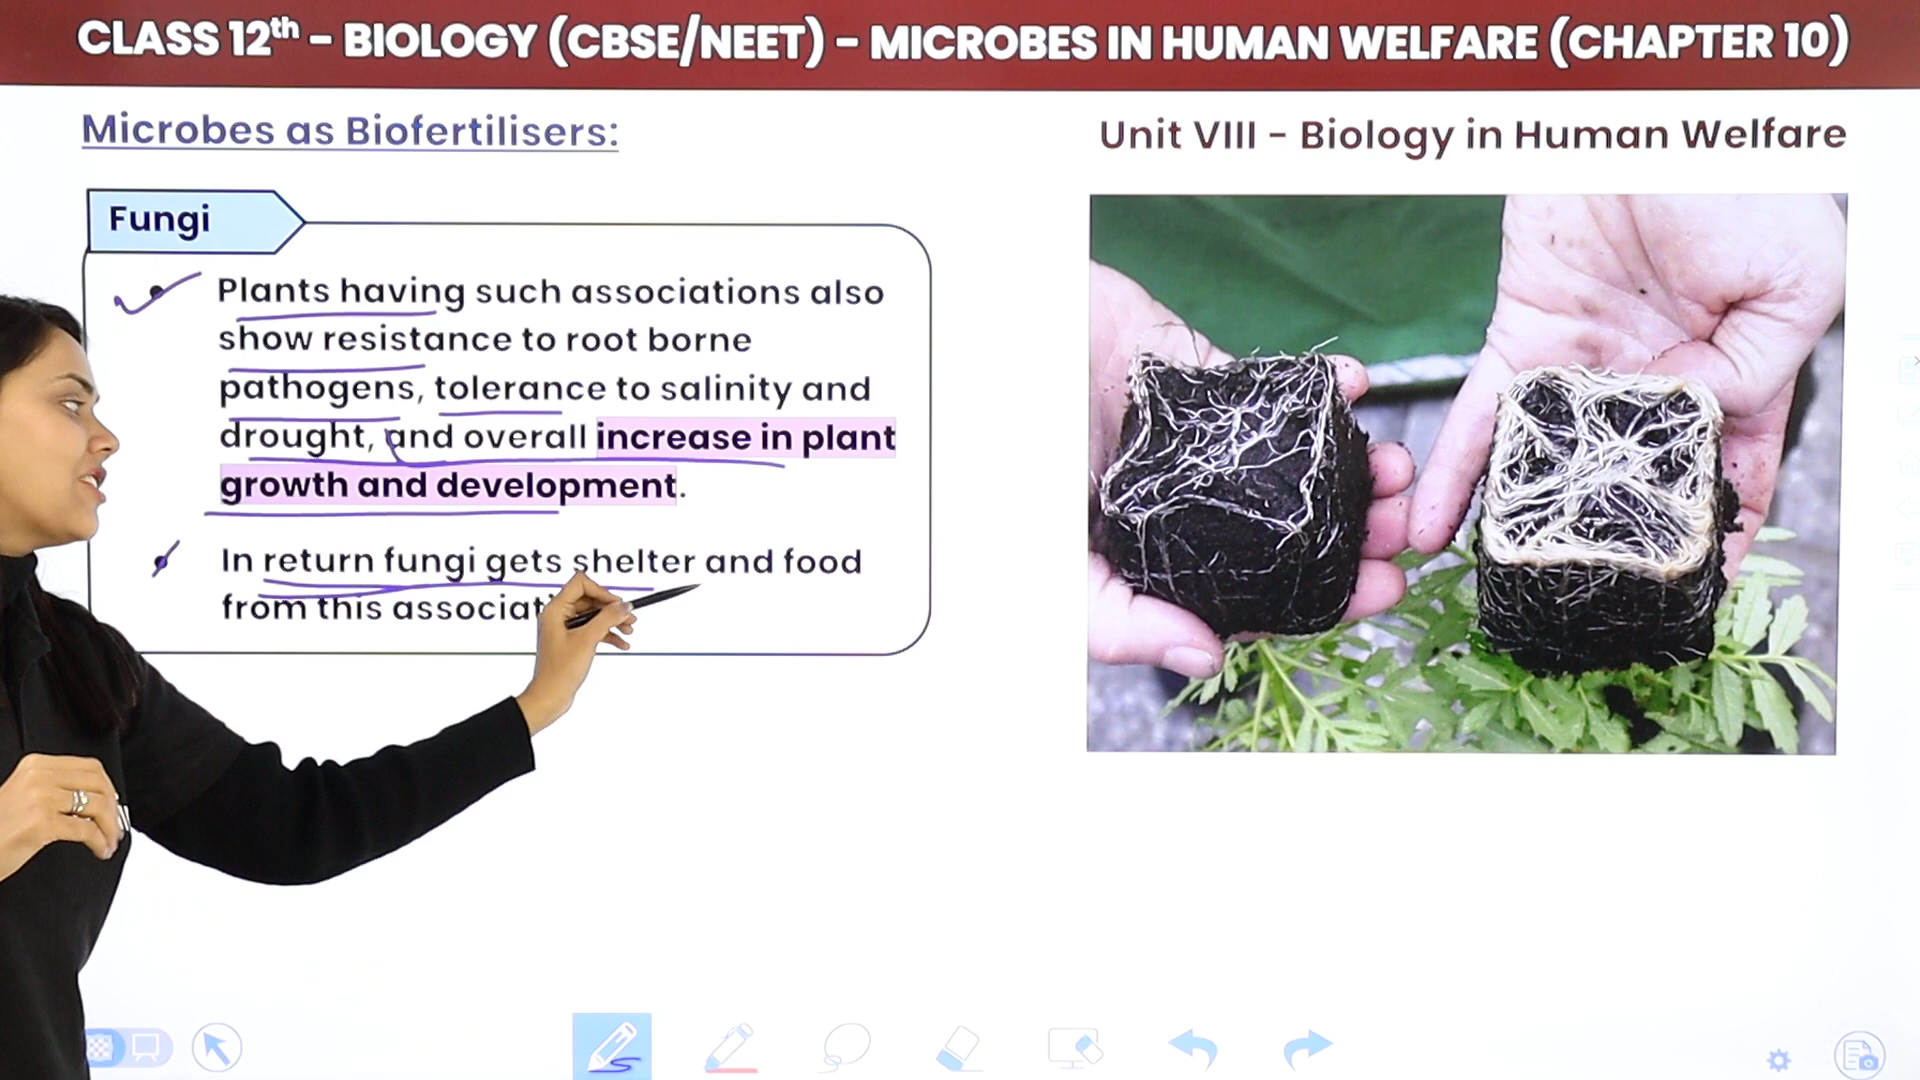 CLASS 12th - BIOLOGY (CBSE/NEET) - MICROBES IN HUMAN WELFARE (CHAPTER 10)
Microbes as Biofertilisers:
Unit VIII - Biology in Human Welfare
Fungi
• Plants having such associations also
show resistance to root borne
pathogens, tolerance to salinity and
drought, and overall increase in plant
growth and development.
• In return fungi gets shelter and food
from this